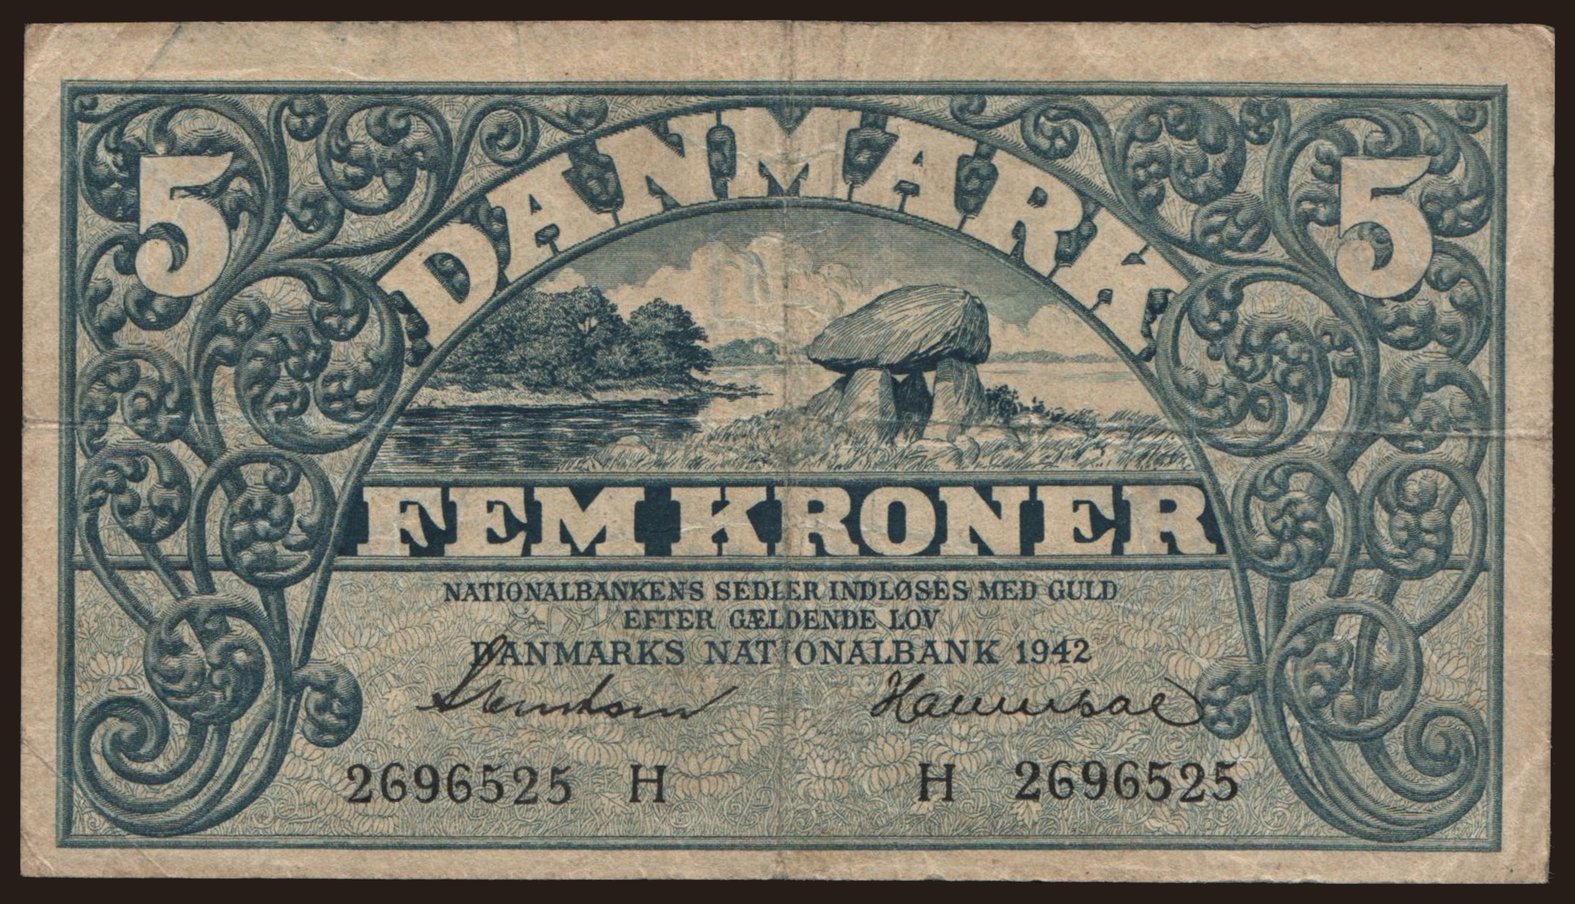 5 DANMARK 5
FEM KRONER
NATIONALBANKENS SEDLER INDLØSES MED GULD
EFTER GÆLDENDE LOV
DANMARKS NATIONALBANK 1942
2696525 H H 2696525